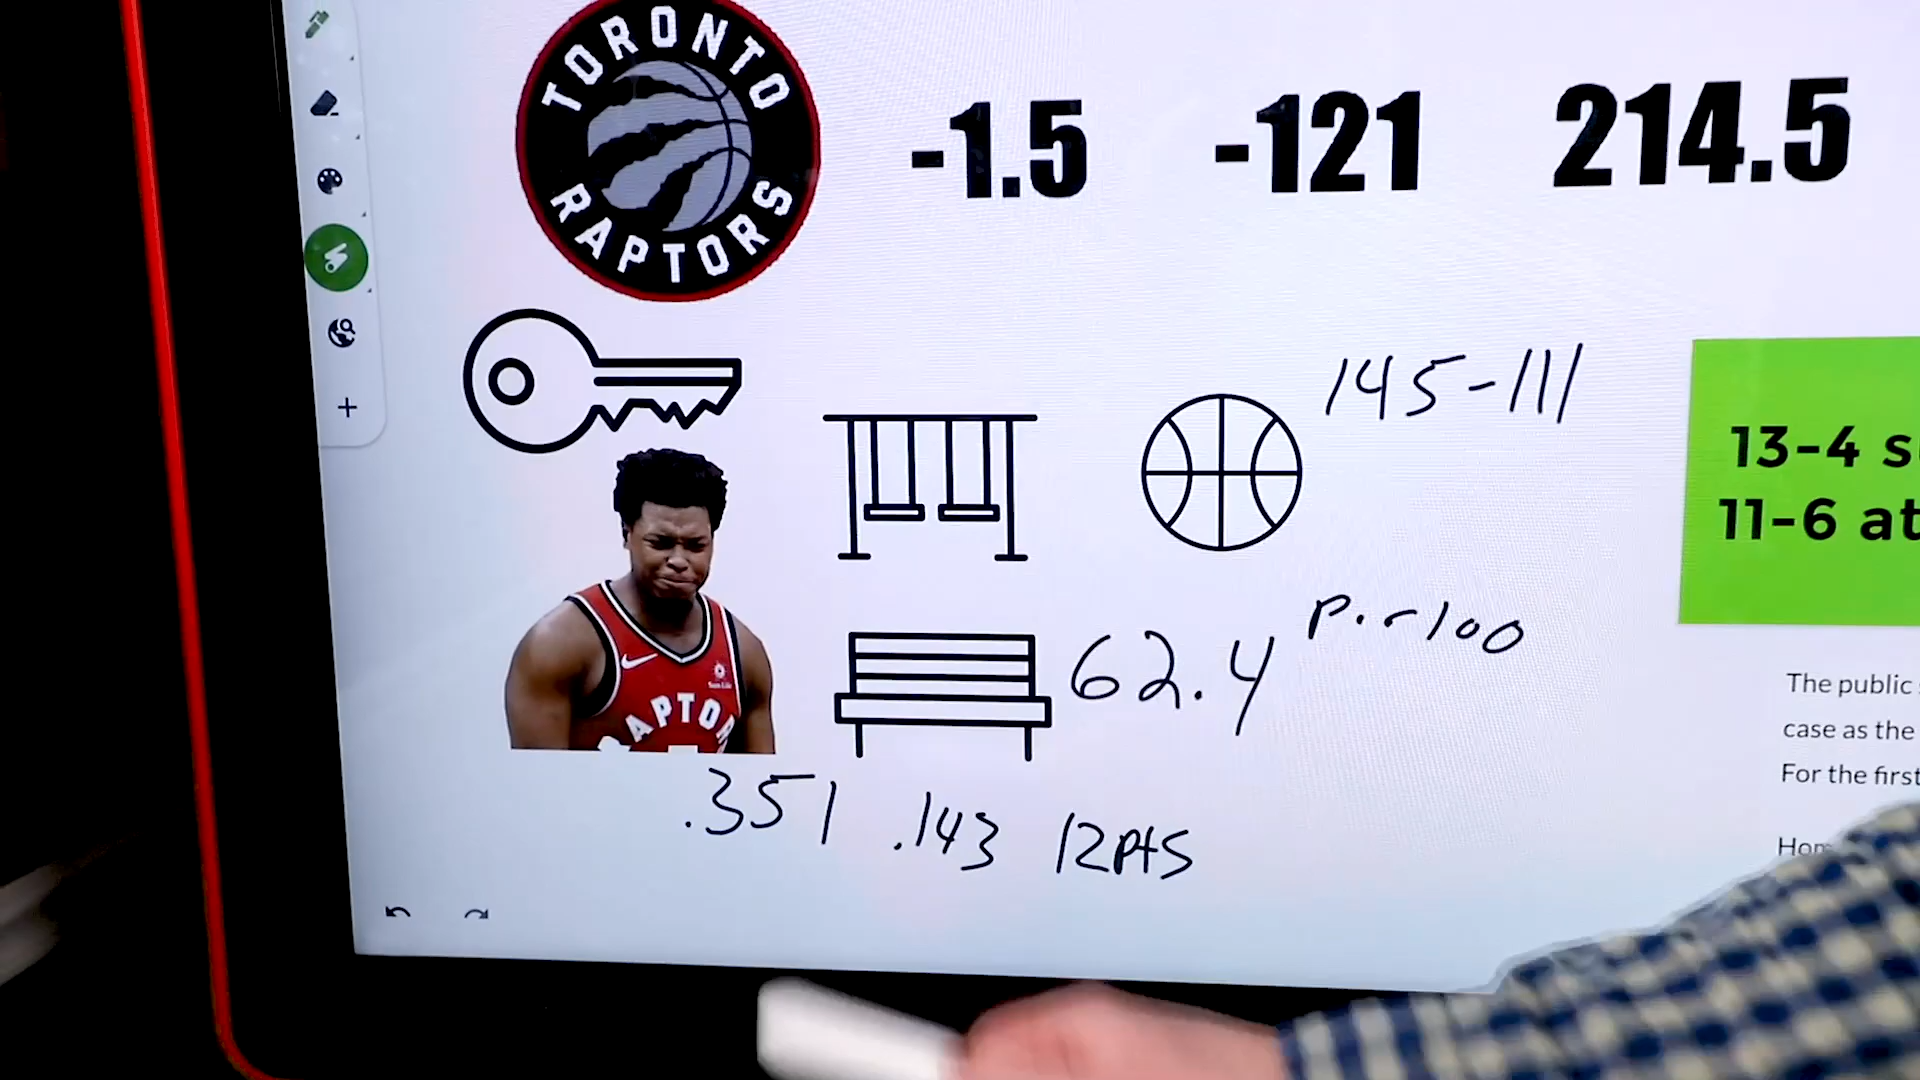 TORONTO
RAPTORS
-1.5 -121 214.5
145-111
13-4 s
11-6 at
62.4
P.-100
APTOR
The public
case as the
For the first
.351 .143 12pts
Hom